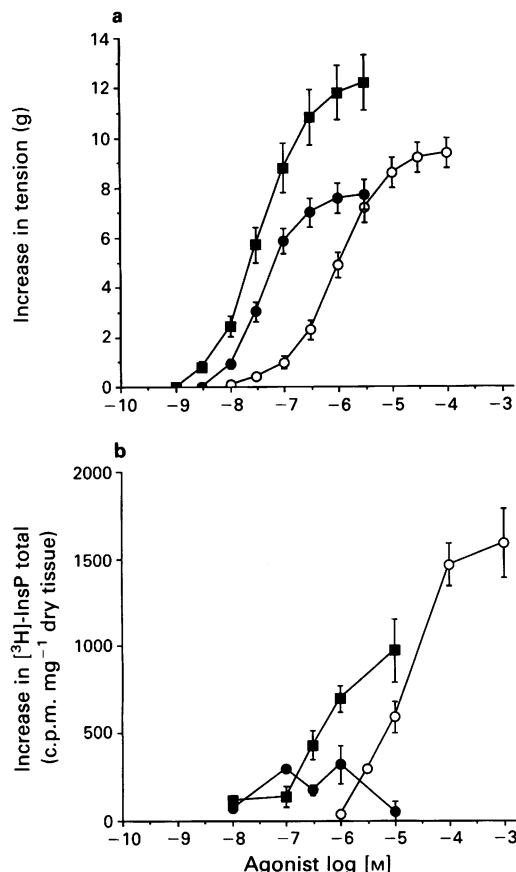 a
14
12
10
8
6
4
2
0
Increase in tension (g)
−10 −9 −8 −7 −6 −5 −4 −3
b
2000
1500
1000
500
0
Increase in [³H]-InsP total
(c.p.m. mg⁻¹ dry tissue)
−10 −9 −8 −7 −6 −5 −4 −3
Agonist log [M]